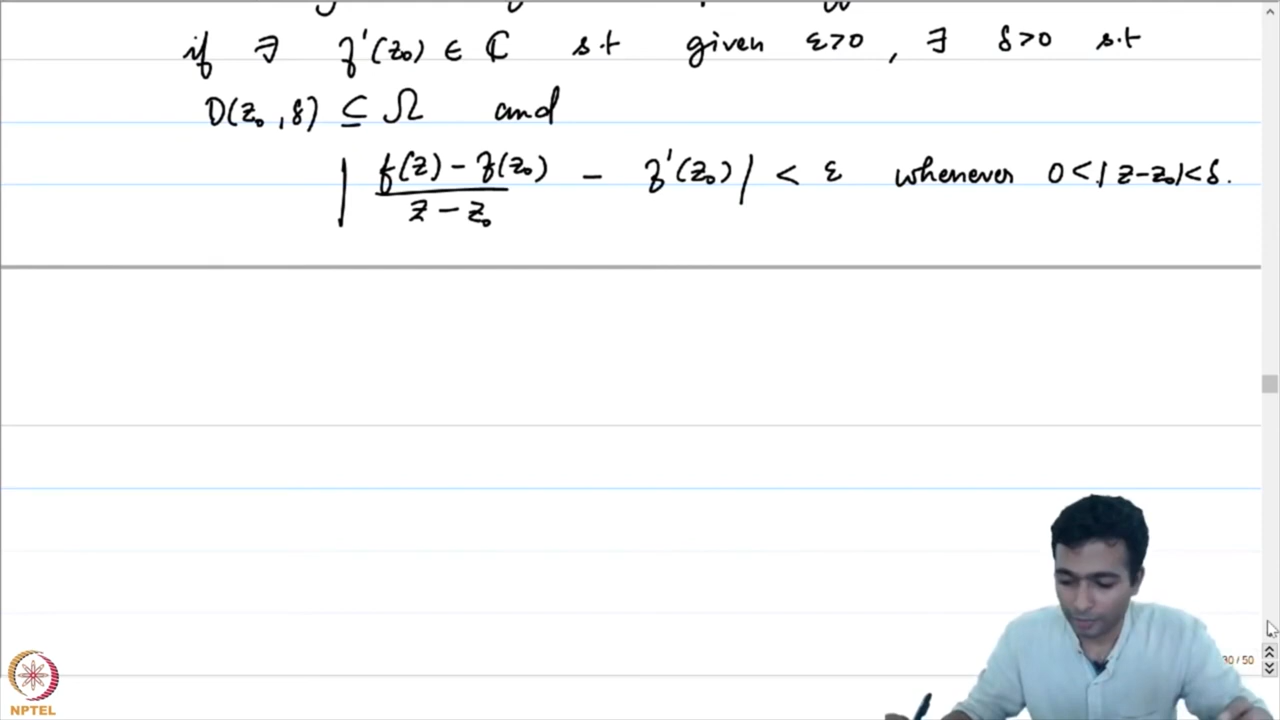 if ∃ f'(z₀) ∈ ℂ s.t given ε>0, ∃ δ>0 s.t
D(z₀, δ) ⊆ Ω and
| (f(z) − f(z₀))/(z − z₀) − f'(z₀) | < ε whenever 0<|z−z₀|<δ.
30/50
NPTEL